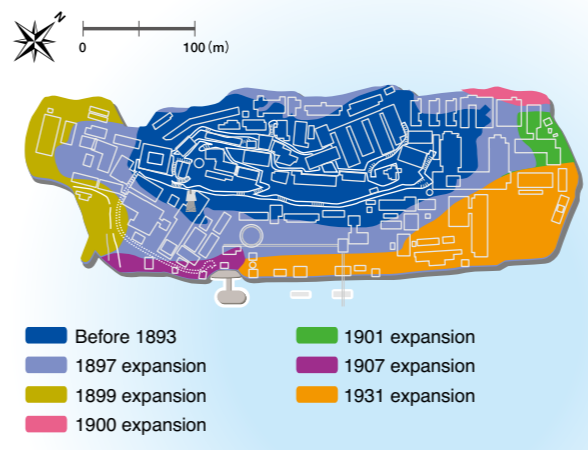 N
0 100(m)
Before 1893
1897 expansion
1899 expansion
1900 expansion
1901 expansion
1907 expansion
1931 expansion